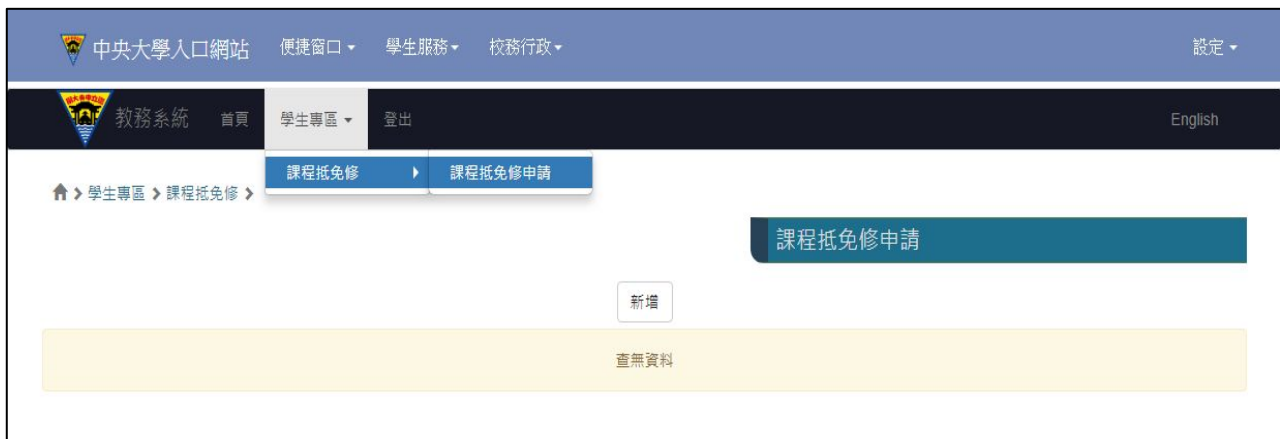 中央大學入口網站 便捷窗口 學生服務 校務行政 設定
教務系統 首頁 學生專區 登出 English
課程抵免修 課程抵免修申請
學生專區 課程抵免修
課程抵免修申請
新增
查無資料